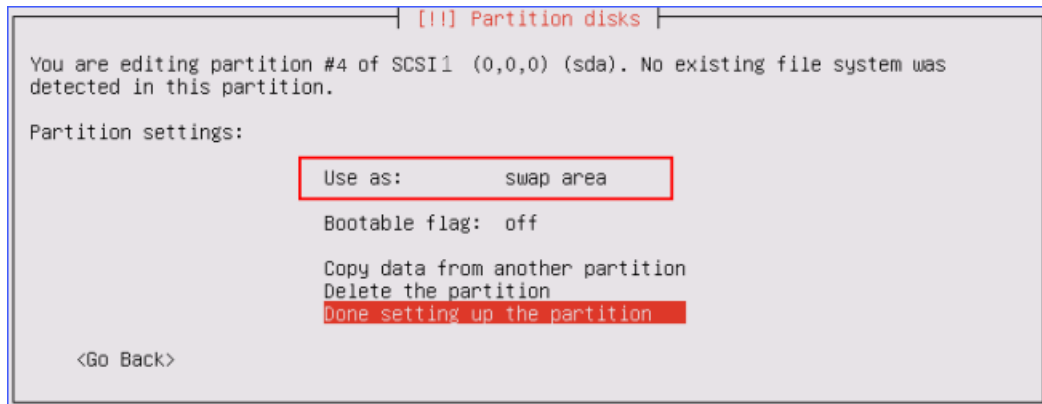 [!!] Partition disks
You are editing partition #4 of SCSI1 (0,0,0) (sda). No existing file system was
detected in this partition.
Partition settings:
Use as: swap area
Bootable flag: off
Copy data from another partition
Delete the partition
Done setting up the partition
<Go Back>